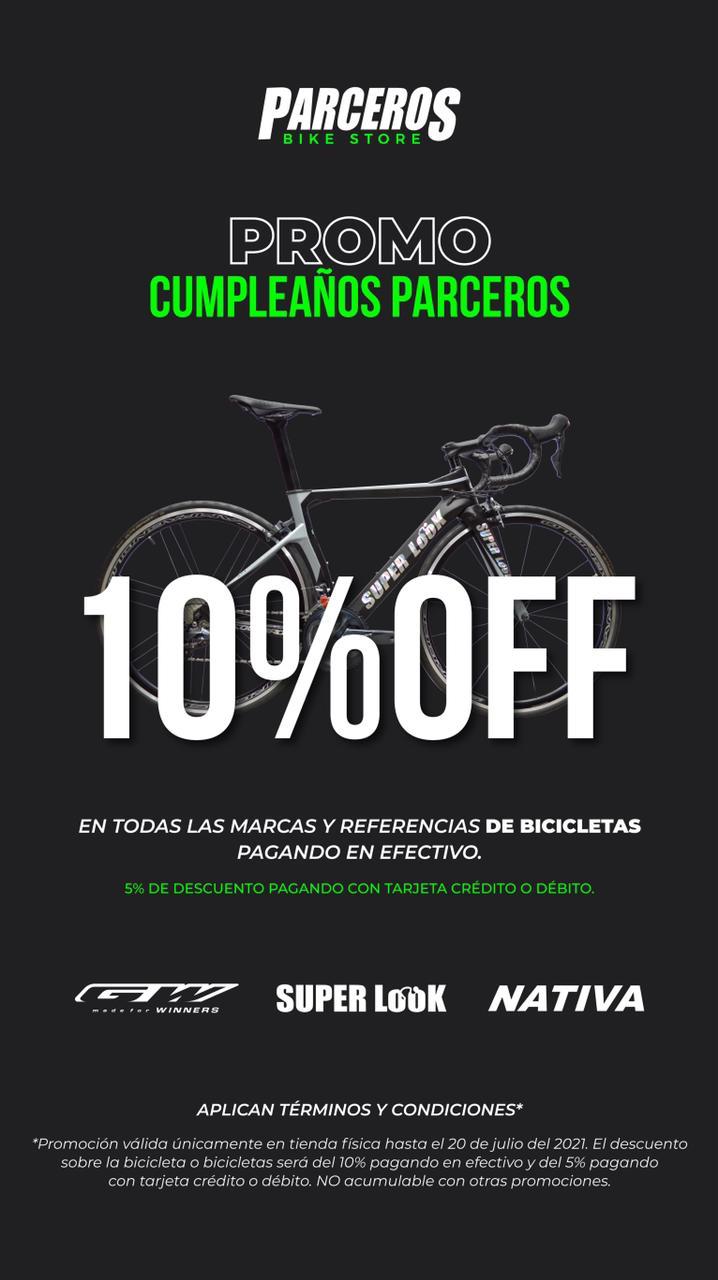 PARCEROS
BIKE STORE
PROMO
CUMPLEAÑOS PARCEROS
SUPER LOOK
SUPER LOOK
10%OFF
EN TODAS LAS MARCAS Y REFERENCIAS DE BICICLETAS
PAGANDO EN EFECTIVO.
5% DE DESCUENTO PAGANDO CON TARJETA CRÉDITO O DÉBITO.
GW
made for WINNERS
SUPER LOOK
NATIVA
APLICAN TÉRMINOS Y CONDICIONES*
*Promoción válida únicamente en tienda física hasta el 20 de julio del 2021. El descuento
sobre la bicicleta o bicicletas será del 10% pagando en efectivo y del 5% pagando
con tarjeta crédito o débito. NO acumulable con otras promociones.